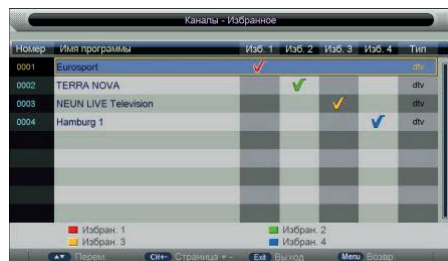 Каналы - Избранное
Номер Имя программы Изб. 1 Изб. 2 Изб. 3 Изб. 4 Тип
0001 Eurosport dtv
0002 TERRA NOVA dtv
0003 NEUN LIVE Television dtv
0004 Hamburg 1 dtv
Избран. 1 Избран. 2
Избран. 3 Избран. 4
▲▼ Перем. CH+- Страница + - Exit Выход Menu Возвр.